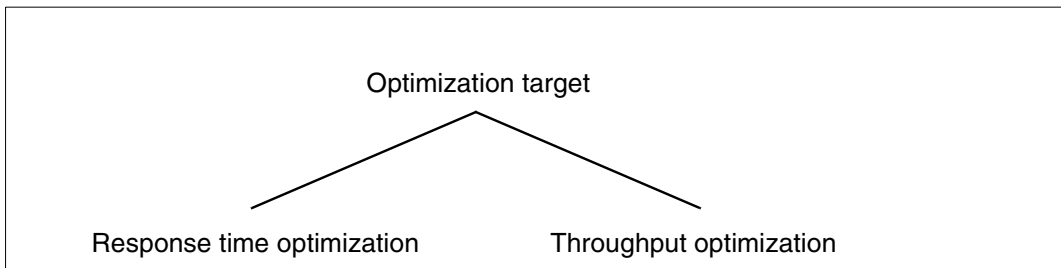 Optimization target
Response time optimization
Throughput optimization